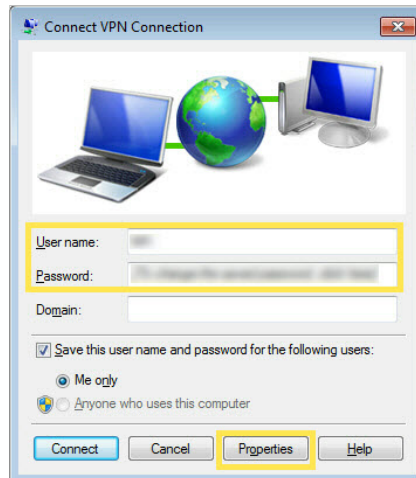 Connect VPN Connection
User name:
Password:
Domain:
Save this user name and password for the following users:
Me only
Anyone who uses this computer
Connect Cancel Properties Help